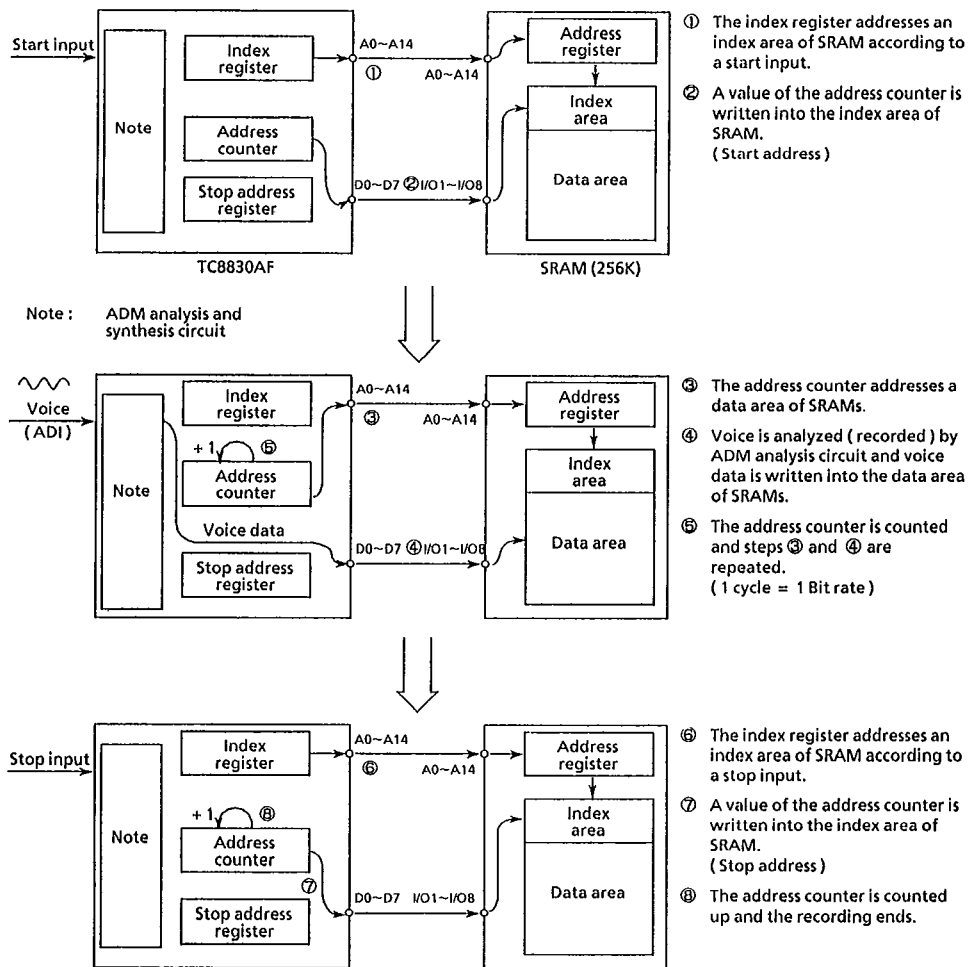 Start input
Note
Index
register
Address
counter
Stop address
register
TC8830AF
A0~A14
①
A0~A14
D0~D7 ② I/O1~I/O8
Address
register
Index
area
Data area
SRAM (256K)
① The index register addresses an
index area of SRAM according to
a start input.
② A value of the address counter is
written into the index area of
SRAM.
( Start address )
Note : ADM analysis and
synthesis circuit
Voice
( ADI )
Note
Index
register
+ 1 ⑤
Address
counter
Voice data
Stop address
register
A0~A14
③
A0~A14
D0~D7 ④ I/O1~I/O8
Address
register
Index
area
Data area
③ The address counter addresses a
data area of SRAMs.
④ Voice is analyzed ( recorded ) by
ADM analysis circuit and voice
data is written into the data area
of SRAMs.
⑤ The address counter is counted
and steps ③ and ④ are
repeated.
( 1 cycle = 1 Bit rate )
Stop input
Note
Index
register
+ 1 ⑧
Address
counter
⑦
Stop address
register
A0~A14
⑥
A0~A14
D0~D7 I/O1~I/O8
Address
register
Index
area
Data area
⑥ The index register addresses an
index area of SRAM according to
a stop input.
⑦ A value of the address counter is
written into the index area of
SRAM.
( Stop address )
⑧ The address counter is counted
up and the recording ends.